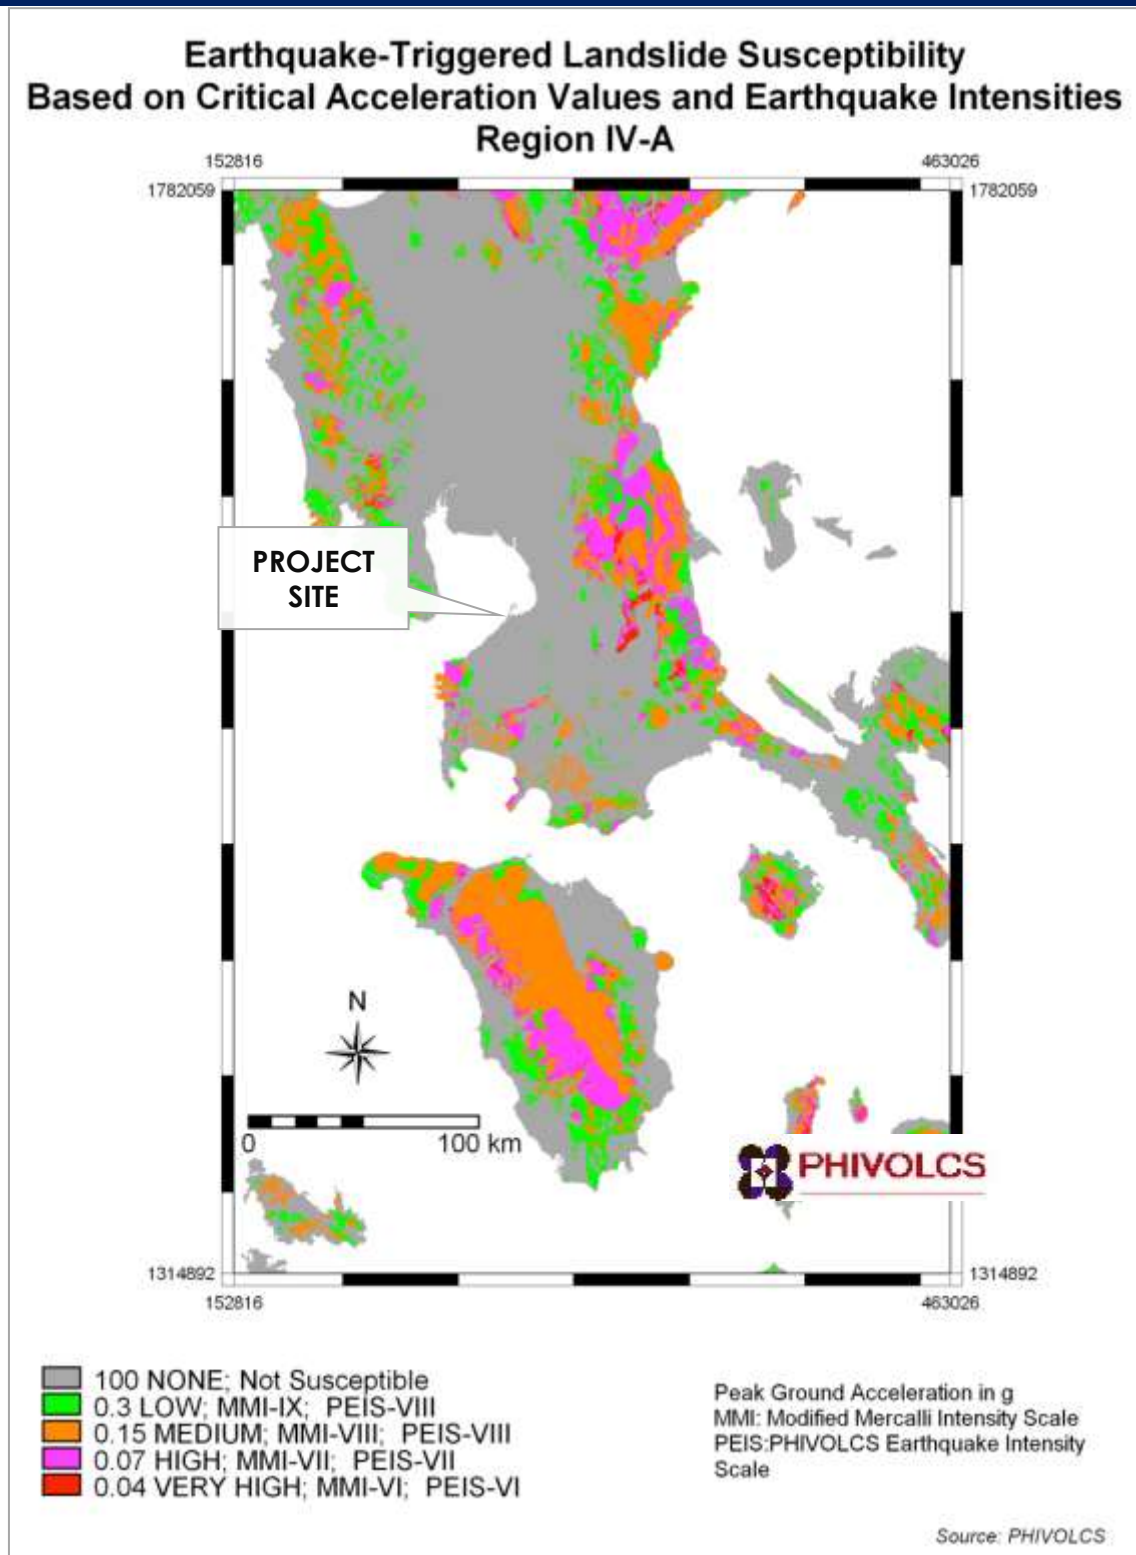 Earthquake-Triggered Landslide Susceptibility
Based on Critical Acceleration Values and Earthquake Intensities
Region IV-A
152816 463026
1782059 1782059
PROJECT
SITE
N
0 100 km
PHIVOLCS
1314892 1314892
152816 463026
100 NONE; Not Susceptible
0.3 LOW; MMI-IX; PEIS-VIII
0.15 MEDIUM; MMI-VIII; PEIS-VIII
0.07 HIGH; MMI-VII; PEIS-VII
0.04 VERY HIGH; MMI-VI; PEIS-VI
Peak Ground Acceleration in g
MMI: Modified Mercalli Intensity Scale
PEIS:PHIVOLCS Earthquake Intensity
Scale
Source: PHIVOLCS